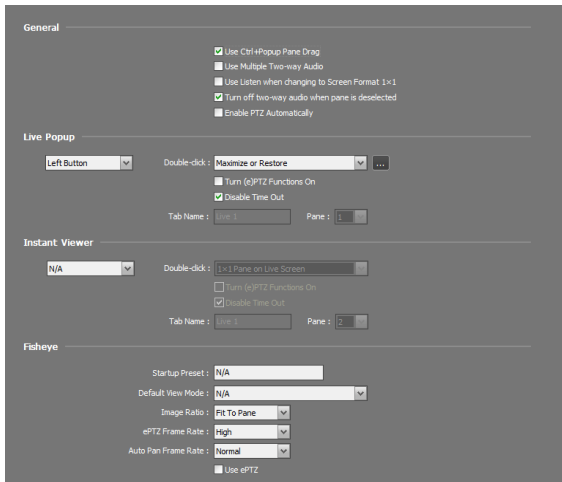 General
Use Ctrl+Popup Pane Drag
Use Multiple Two-way Audio
Use Listen when changing to Screen Format 1×1
Turn off two-way audio when pane is deselected
Enable PTZ Automatically
Live Popup
Left Button Double-click : Maximize or Restore ...
Turn (e)PTZ Functions On
Disable Time Out
Tab Name : Live 1 Pane : 1
Instant Viewer
N/A Double-click : 1×1 Pane on Live Screen
Turn (e)PTZ Functions On
Disable Time Out
Tab Name : Live 1 Pane : 2
Fisheye
Startup Preset : N/A
Default View Mode : N/A
Image Ratio : Fit To Pane
ePTZ Frame Rate : High
Auto Pan Frame Rate : Normal
Use ePTZ